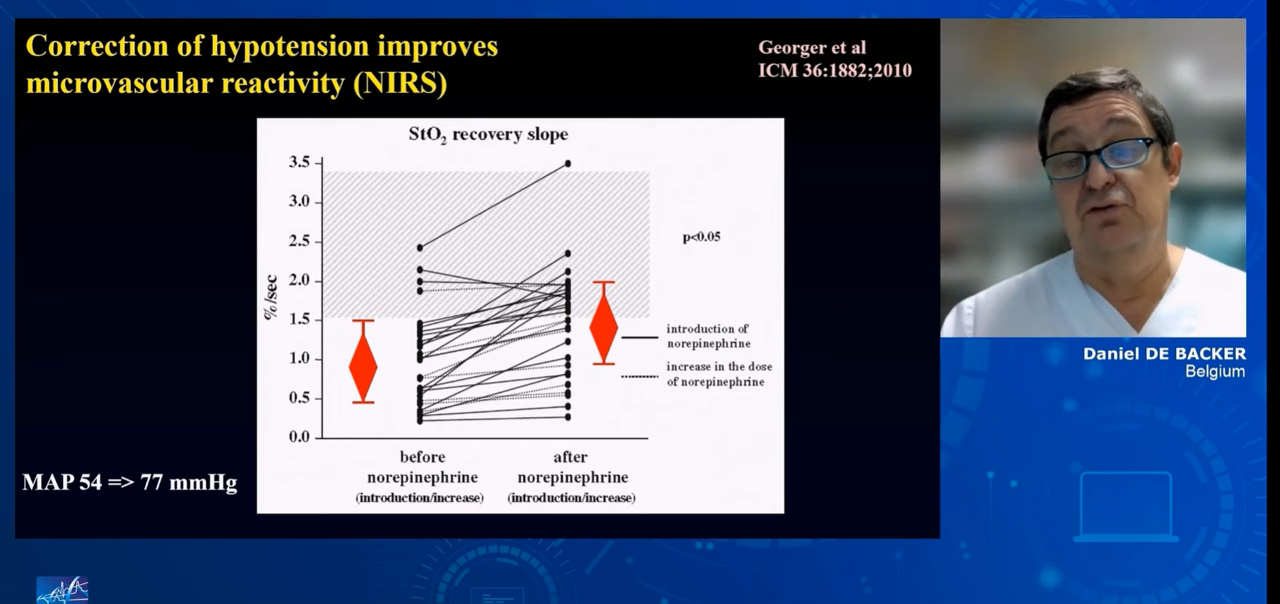 Correction of hypotension improves
microvascular reactivity (NIRS)
Georger et al
ICM 36:1882;2010
StO₂ recovery slope
3.5
3.0
2.5
2.0
1.5
1.0
0.5
0.0
%/sec
p<0.05
introduction of
norepinephrine
increase in the dose
of norepinephrine
before
norepinephrine
(introduction/increase)
after
norepinephrine
(introduction/increase)
MAP 54 => 77 mmHg
Daniel DE BACKER
Belgium